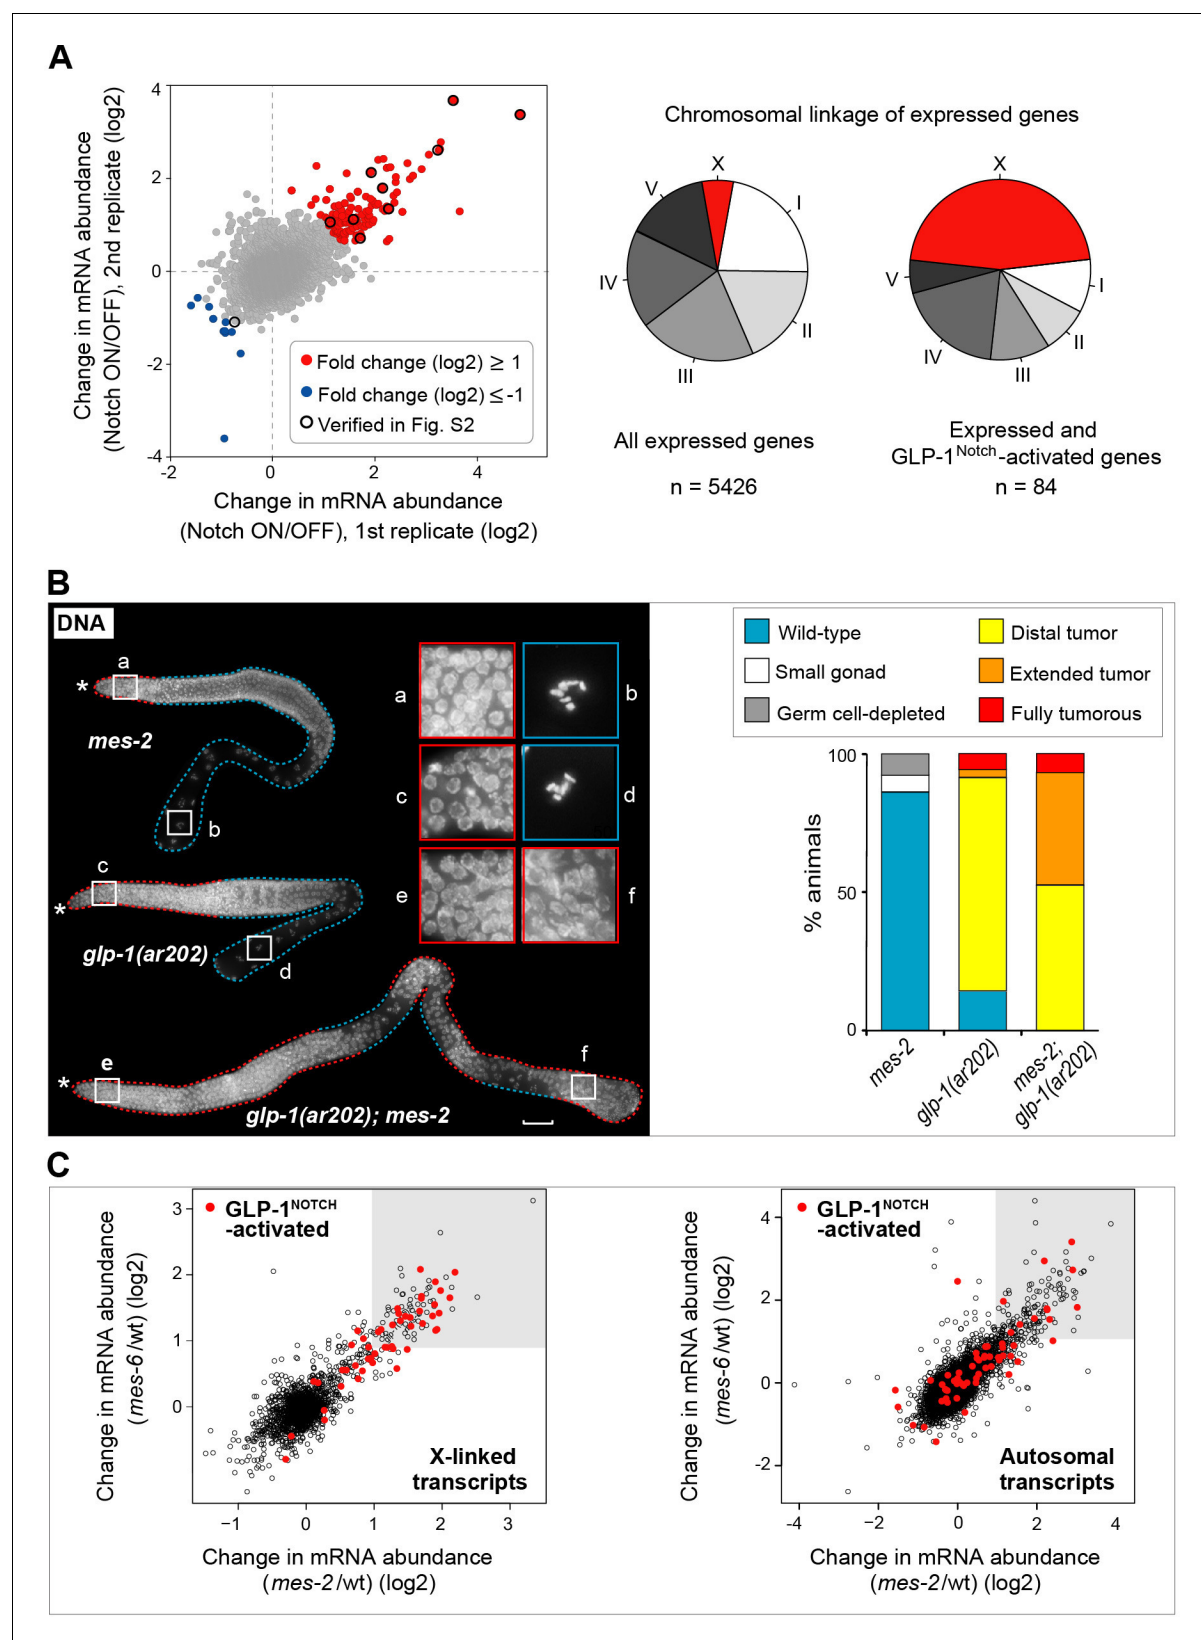 A
Change in mRNA abundance
(Notch ON/OFF), 2nd replicate (log2)
4
2
0
-2
-4
-2
0
2
4
Fold change (log2) ≥ 1
Fold change (log2) ≤ -1
Verified in Fig. S2
Change in mRNA abundance
(Notch ON/OFF), 1st replicate (log2)
Chromosomal linkage of expressed genes
X
I
II
III
IV
V
All expressed genes
n = 5426
X
I
II
III
IV
V
Expressed and
GLP-1Notch-activated genes
n = 84
B
DNA
a
*
mes-2
b
c
*
glp-1(ar202)
d
e
*
f
glp-1(ar202); mes-2
a
b
c
d
e
f
Wild-type
Small gonad
Germ cell-depleted
Distal tumor
Extended tumor
Fully tumorous
% animals
100
50
0
mes-2
glp-1(ar202)
mes-2;
glp-1(ar202)
C
Change in mRNA abundance
(mes-6/wt) (log2)
3
2
1
0
GLP-1NOTCH
-activated
X-linked
transcripts
−1
0
1
2
3
Change in mRNA abundance
(mes-2/wt) (log2)
Change in mRNA abundance
(mes-6/wt) (log2)
4
2
0
-2
GLP-1NOTCH
-activated
Autosomal
transcripts
-4
−2
0
2
4
Change in mRNA abundance
(mes-2/wt) (log2)